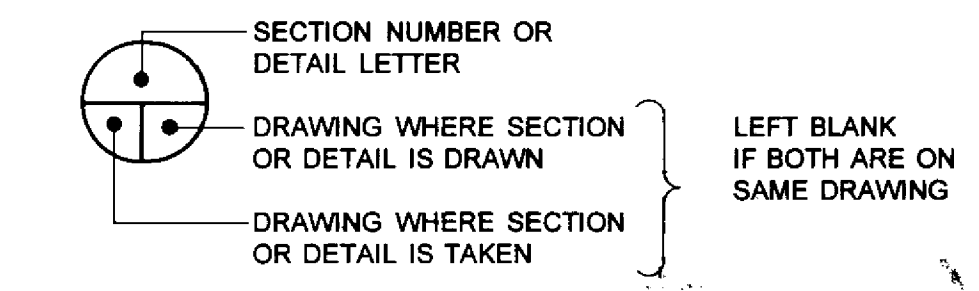 SECTION NUMBER OR
DETAIL LETTER
DRAWING WHERE SECTION
OR DETAIL IS DRAWN
DRAWING WHERE SECTION
OR DETAIL IS TAKEN
LEFT BLANK
IF BOTH ARE ON
SAME DRAWING